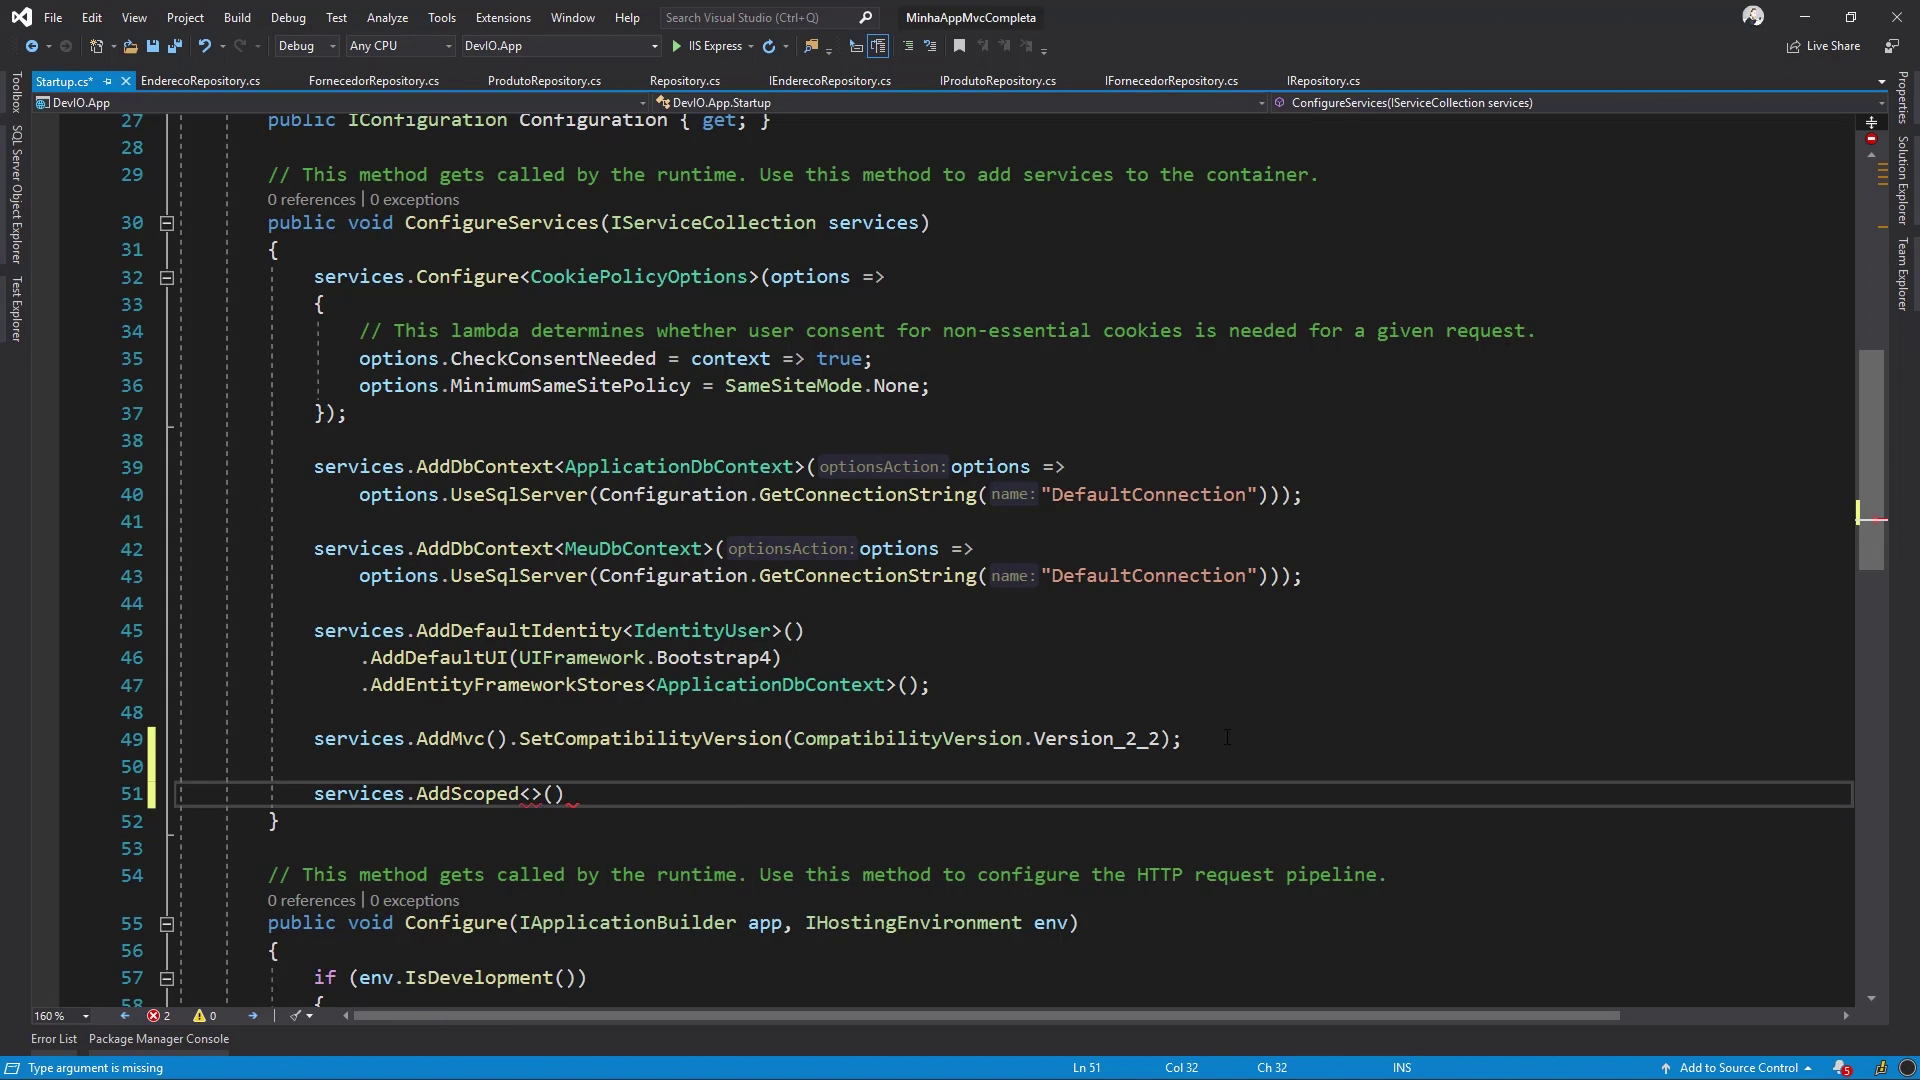 File Edit View Project Build Debug Test Analyze Tools Extensions Window Help Search Visual Studio (Ctrl+Q) MinhaAppMvcCompleta
Debug Any CPU DevIO.App IIS Express Live Share
Startup.cs* EnderecoRepository.cs FornecedorRepository.cs ProdutoRepository.cs Repository.cs IEnderecoRepository.cs IProdutoRepository.cs IFornecedorRepository.cs IRepository.cs
DevIO.App DevIO.App.Startup ConfigureServices(IServiceCollection services)
Toolbox
SQL Server Object Explorer
Test Explorer
27 public IConfiguration Configuration { get; }
28
29 // This method gets called by the runtime. Use this method to add services to the container.
0 references | 0 exceptions
30 public void ConfigureServices(IServiceCollection services)
31 {
32 services.Configure<CookiePolicyOptions>(options =>
33 {
34 // This lambda determines whether user consent for non-essential cookies is needed for a given request.
35 options.CheckConsentNeeded = context => true;
36 options.MinimumSameSitePolicy = SameSiteMode.None;
37 });
38
39 services.AddDbContext<ApplicationDbContext>(optionsAction: options =>
40 options.UseSqlServer(Configuration.GetConnectionString(name: "DefaultConnection")));
41
42 services.AddDbContext<MeuDbContext>(optionsAction: options =>
43 options.UseSqlServer(Configuration.GetConnectionString(name: "DefaultConnection")));
44
45 services.AddDefaultIdentity<IdentityUser>()
46 .AddDefaultUI(UIFramework.Bootstrap4)
47 .AddEntityFrameworkStores<ApplicationDbContext>();
48
49 services.AddMvc().SetCompatibilityVersion(CompatibilityVersion.Version_2_2);
50
51 services.AddScoped<>()
52 }
53
54 // This method gets called by the runtime. Use this method to configure the HTTP request pipeline.
0 references | 0 exceptions
55 public void Configure(IApplicationBuilder app, IHostingEnvironment env)
56 {
57 if (env.IsDevelopment())
58 {
Properties
Solution Explorer
Team Explorer
160 % 2 0
Error List Package Manager Console
Type argument is missing Ln 51 Col 32 Ch 32 INS Add to Source Control 5